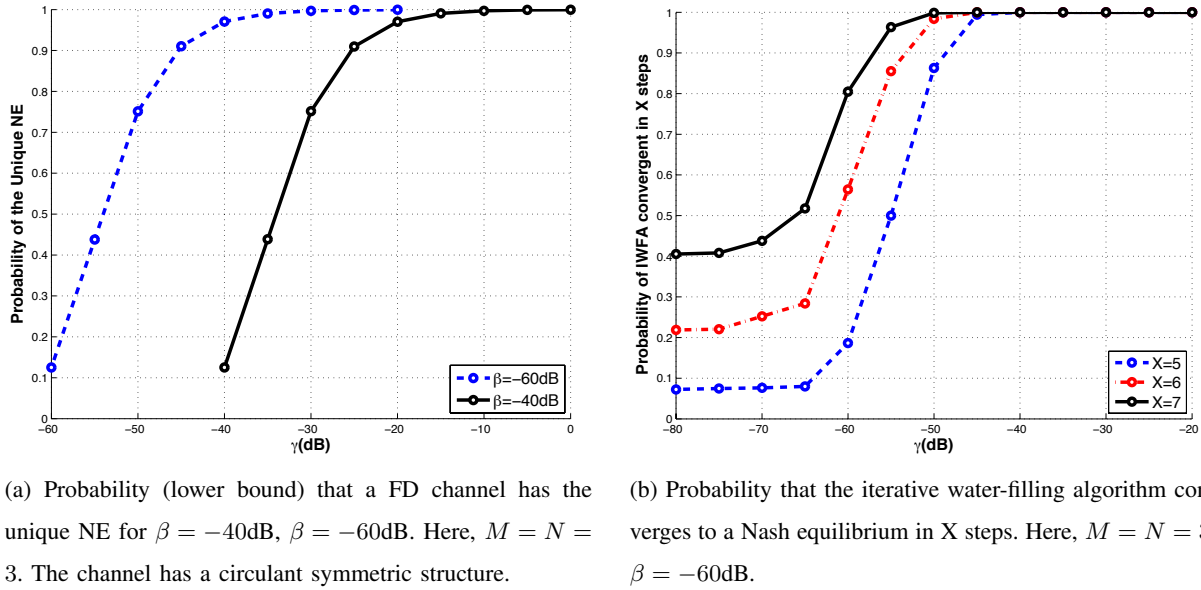 1
0.9
0.8
0.7
0.6
0.5
0.4
0.3
0.2
0.1
0
Probability of the Unique NE
−60
−50
−40
−30
−20
−10
0
γ(dB)
β=−60dB
β=−40dB
1
0.9
0.8
0.7
0.6
0.5
0.4
0.3
0.2
0.1
0
Probability of IWFA convergent in X steps
−80
−70
−60
−50
−40
−30
−20
γ(dB)
X=5
X=6
X=7
(a) Probability (lower bound) that a FD channel has the
unique NE for β = −40dB, β = −60dB. Here, M = N =
3. The channel has a circulant symmetric structure.
(b) Probability that the iterative water-filling algorithm con
verges to a Nash equilibrium in X steps. Here, M = N =
β = −60dB.